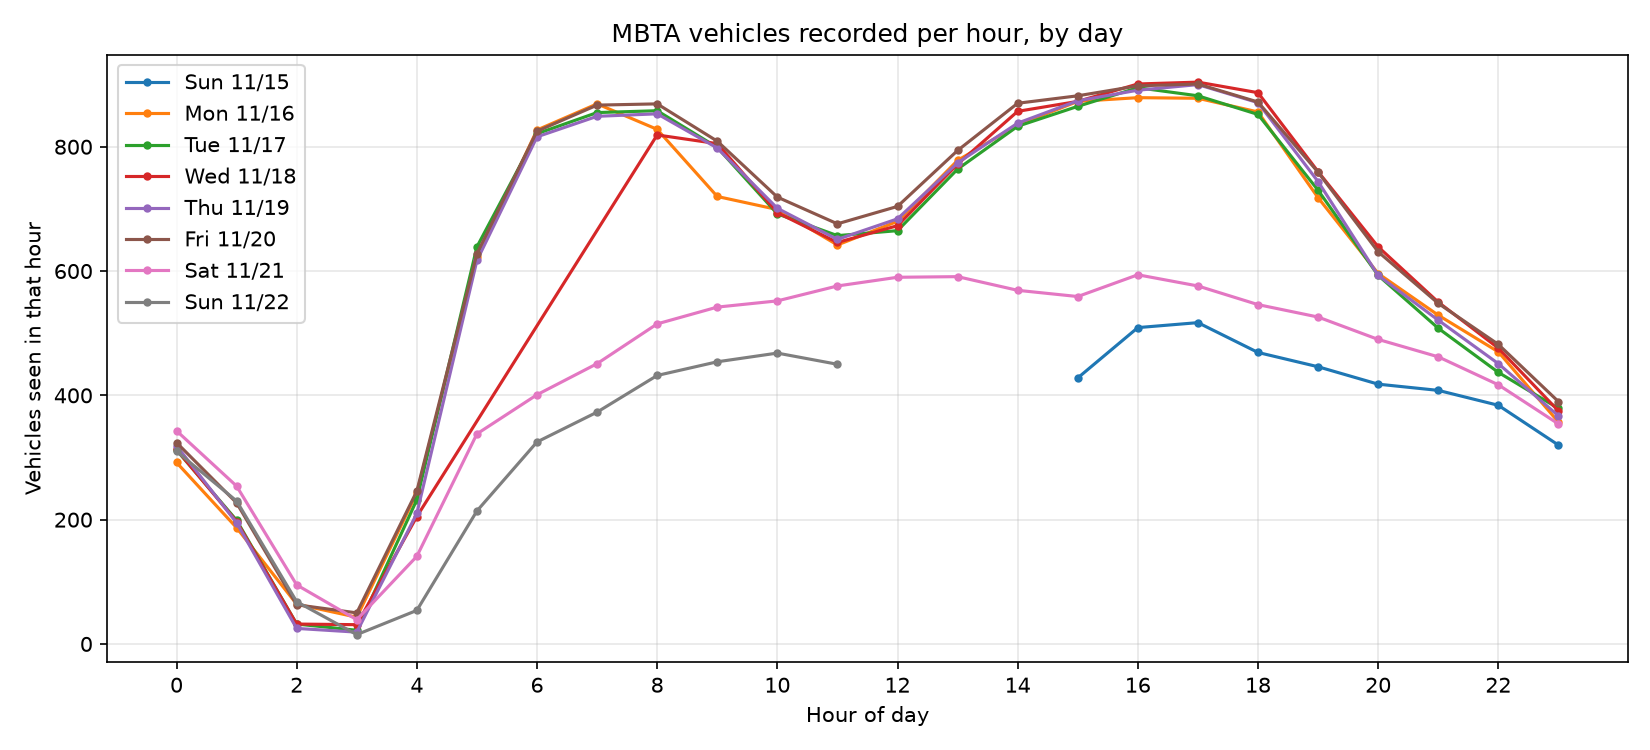 MBTA vehicles recorded per hour, by day
Sun 11/15
Mon 11/16
Tue 11/17
Wed 11/18
Thu 11/19
Fri 11/20
Sat 11/21
Sun 11/22
Vehicles seen in that hour
800
600
400
200
0
0 2 4 6 8 10 12 14 16 18 20 22
Hour of day